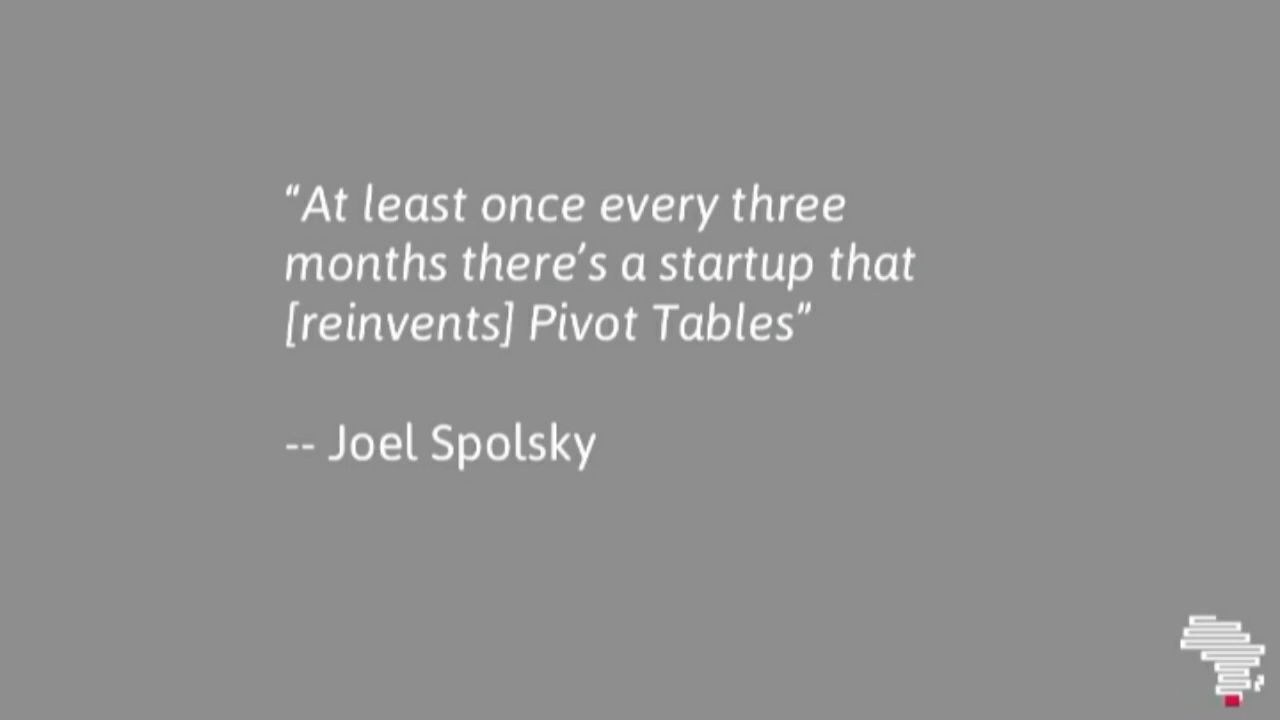 “At least once every three
months there’s a startup that
[reinvents] Pivot Tables”
-- Joel Spolsky